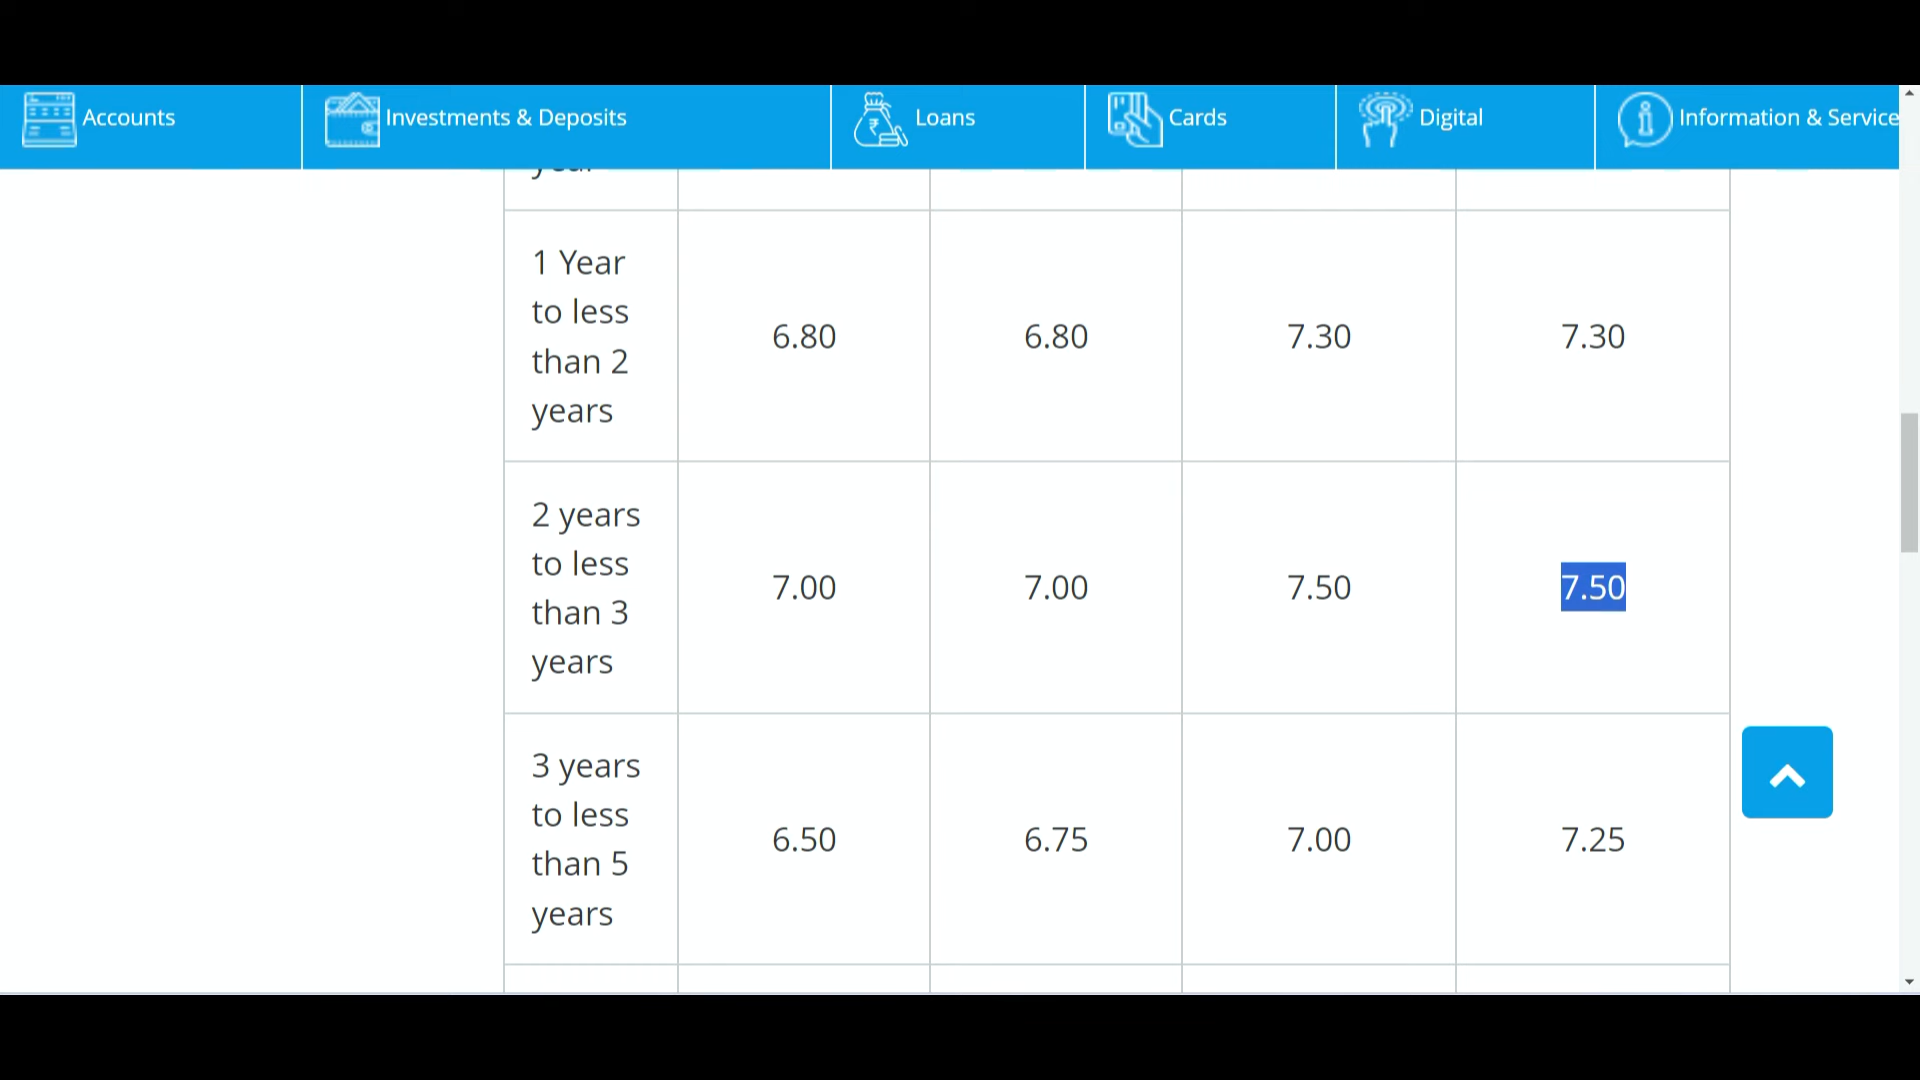 Accounts
Investments & Deposits
Loans
Cards
Digital
Information & Service
year
1 Year
to less
than 2
years
6.80
6.80
7.30
7.30
2 years
to less
than 3
years
7.00
7.00
7.50
7.50
3 years
to less
than 5
years
6.50
6.75
7.00
7.25